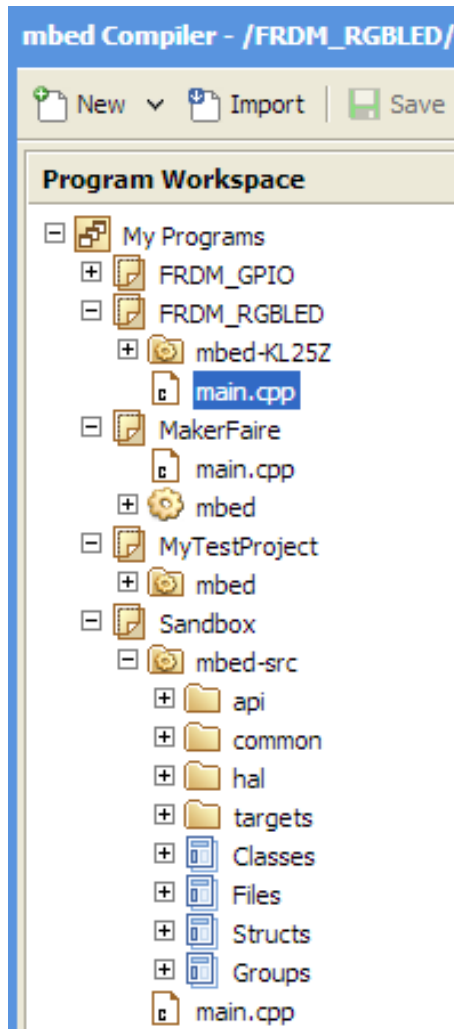 mbed Compiler - /FRDM_RGBLED/
New Import Save
Program Workspace
My Programs
FRDM_GPIO
FRDM_RGBLED
mbed-KL25Z
main.cpp
MakerFaire
main.cpp
mbed
MyTestProject
mbed
Sandbox
mbed-src
api
common
hal
targets
Classes
Files
Structs
Groups
main.cpp